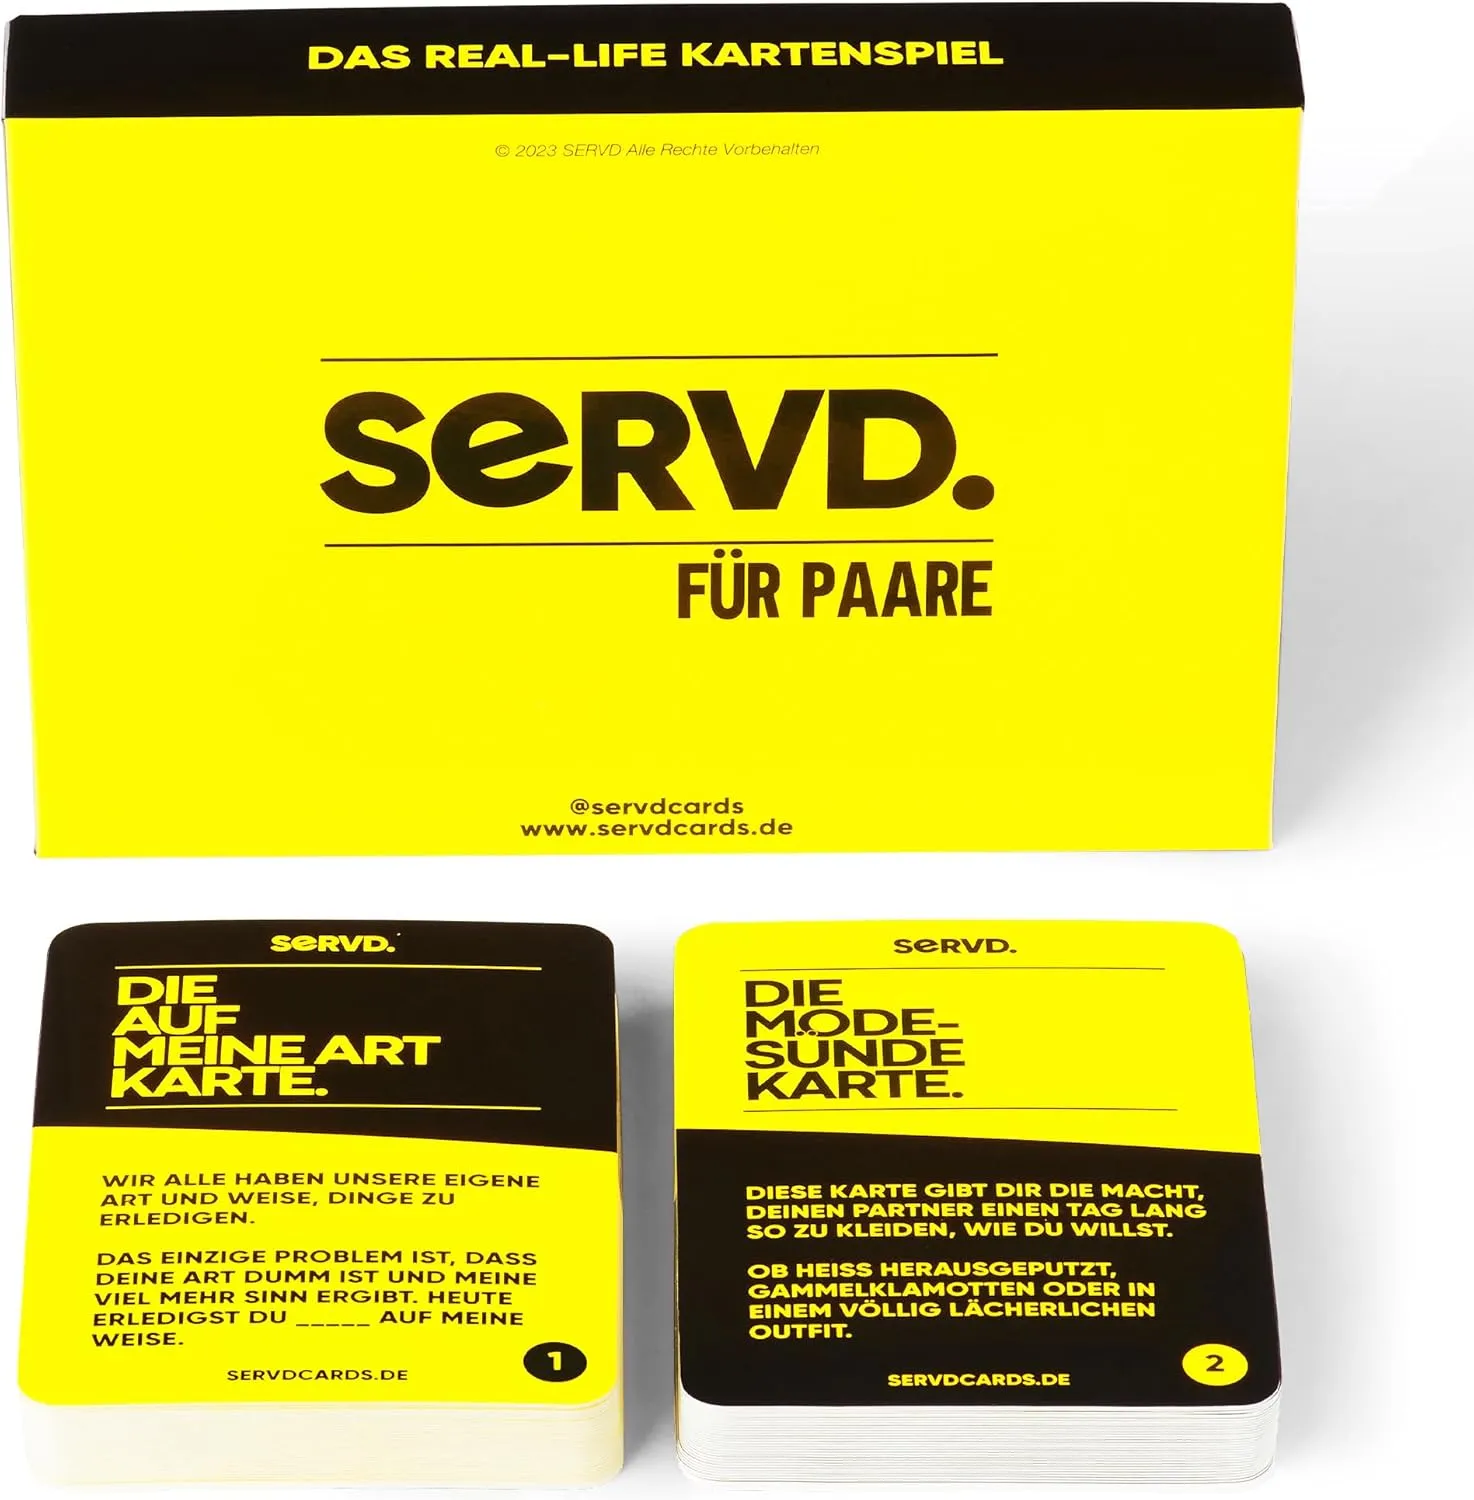 DAS REAL-LIFE KARTENSPIEL
© 2023 SERVD Alle Rechte Vorbehalten
SeRVD.
FÜR PAARE
@servdcards
www.servdcards.de
SeRVD.
DIE
AUF
MEINE ART
KARTE.
WIR ALLE HABEN UNSERE EIGENE
ART UND WEISE, DINGE ZU
ERLEDIGEN.
DAS EINZIGE PROBLEM IST, DASS
DEINE ART DUMM IST UND MEINE
VIEL MEHR SINN ERGIBT. HEUTE
ERLEDIGST DU _____ AUF MEINE
WEISE.
1
SERVDCARDS.DE
SeRVD.
DIE
MODE-
SÜNDE
KARTE.
DIESE KARTE GIBT DIR DIE MACHT,
DEINEN PARTNER EINEN TAG LANG
SO ZU KLEIDEN, WIE DU WILLST.
OB HEISS HERAUSGEPUTZT,
GAMMELKLAMOTTEN ODER IN
EINEM VÖLLIG LÄCHERLICHEN
OUTFIT.
2
SERVDCARDS.DE